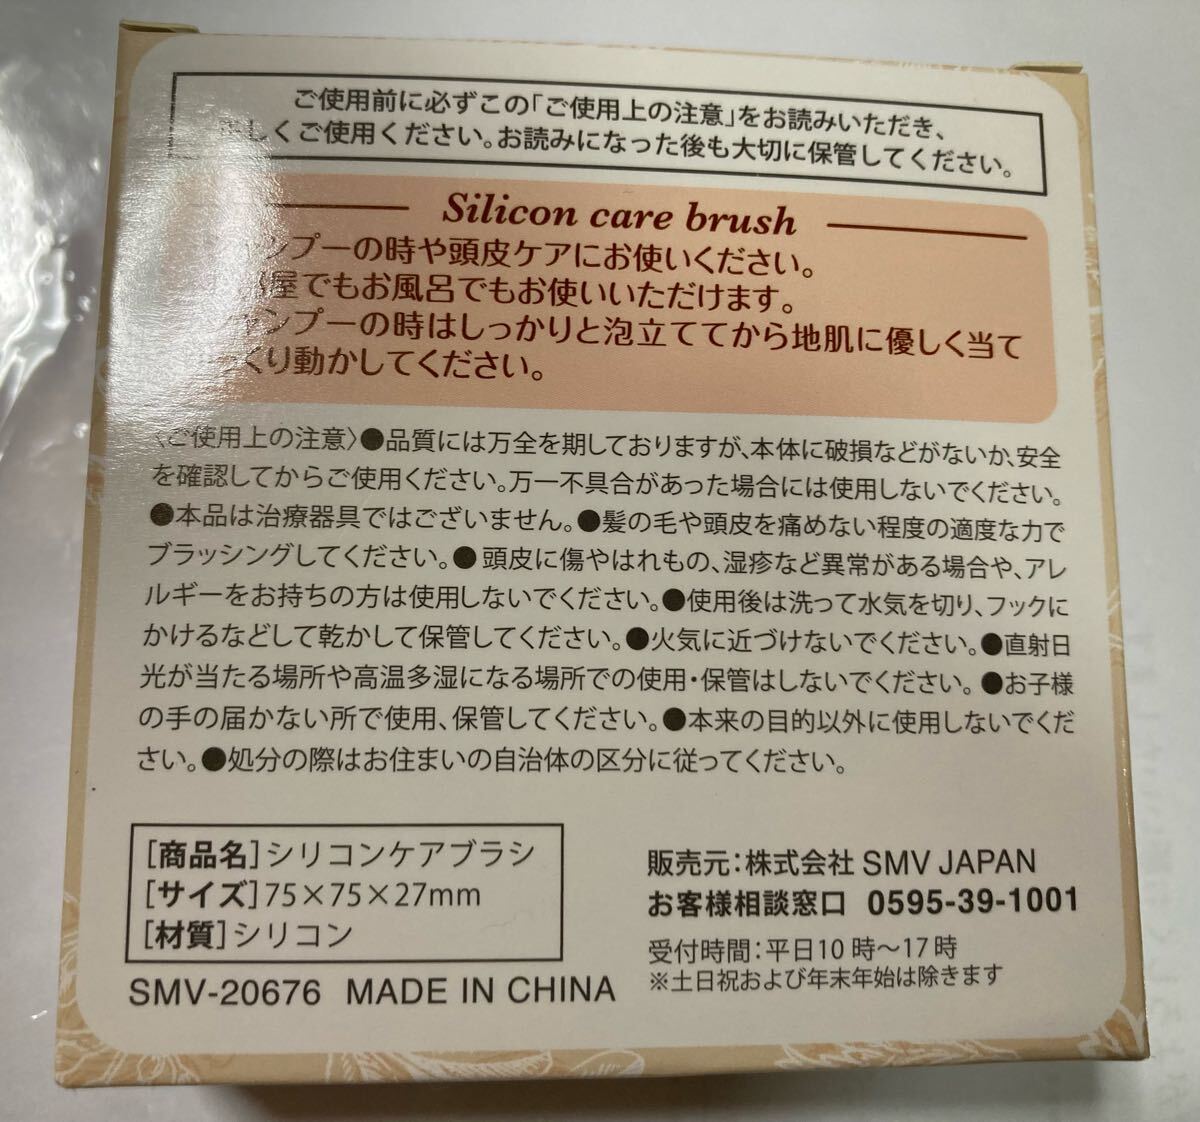 ご使用前に必ずこの「ご使用上の注意」をお読みいただき、
しくご使用ください。お読みになった後も大切に保管してください。
Silicon care brush
ンプーの時や頭皮ケアにお使いください。
屋でもお風呂でもお使いいただけます。
ンプーの時はしっかりと泡立ててから地肌に優しく当て
くり動かしてください。
〈ご使用上の注意〉●品質には万全を期しておりますが、本体に破損などがないか、安全
を確認してからご使用ください。万一不具合があった場合には使用しないでください。
●本品は治療器具ではございません。●髪の毛や頭皮を痛めない程度の適度な力で
ブラッシングしてください。●頭皮に傷やはれもの、湿疹など異常がある場合や、アレ
ルギーをお持ちの方は使用しないでください。●使用後は洗って水気を切り、フックに
かけるなどして乾かして保管してください。●火気に近づけないでください。●直射日
光が当たる場所や高温多湿になる場所での使用・保管はしないでください。●お子様
の手の届かない所で使用、保管してください。●本来の目的以外に使用しないでくだ
さい。●処分の際はお住まいの自治体の区分に従ってください。
[商品名]シリコンケアブラシ
[サイズ]75×75×27mm
[材質]シリコン
SMV-20676 MADE IN CHINA
販売元：株式会社 SMV JAPAN
お客様相談窓口 0595-39-1001
受付時間：平日10時〜17時
※土日祝および年末年始は除きます